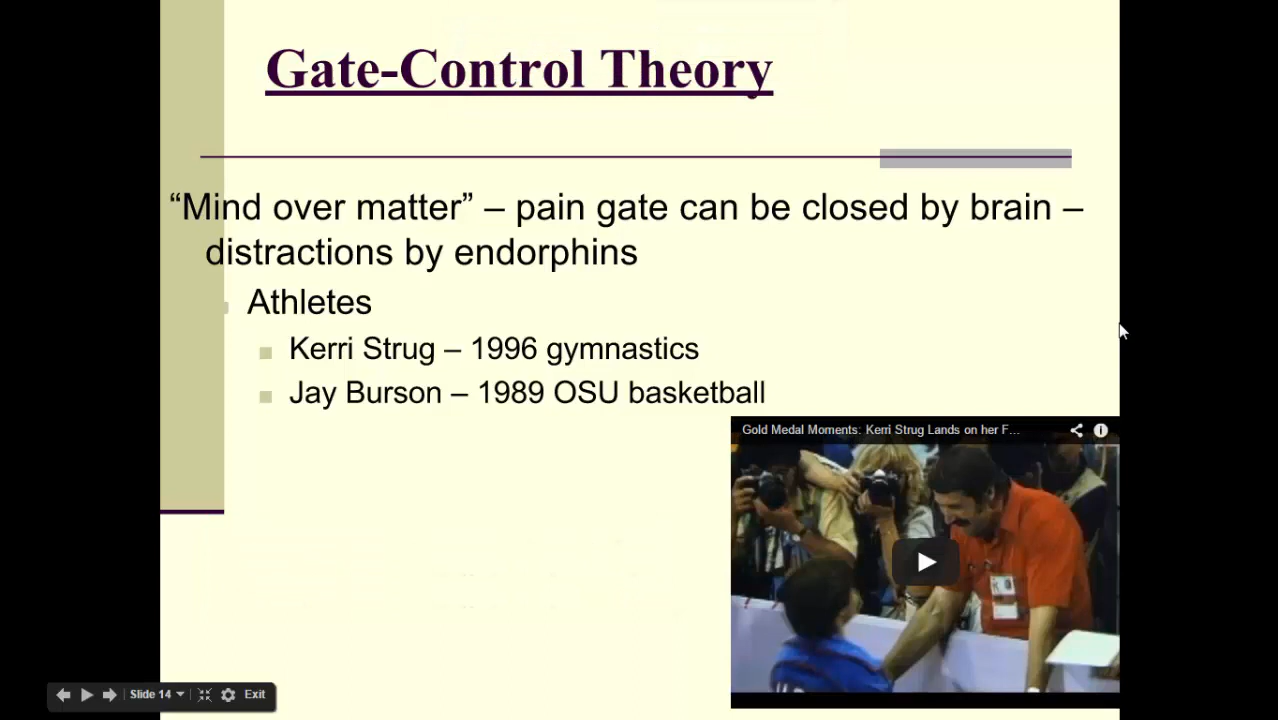 Gate-Control Theory
“Mind over matter” – pain gate can be closed by brain –
distractions by endorphins
Athletes
Kerri Strug – 1996 gymnastics
Jay Burson – 1989 OSU basketball
Gold Medal Moments: Kerri Strug Lands on her F...
Slide 14
Exit